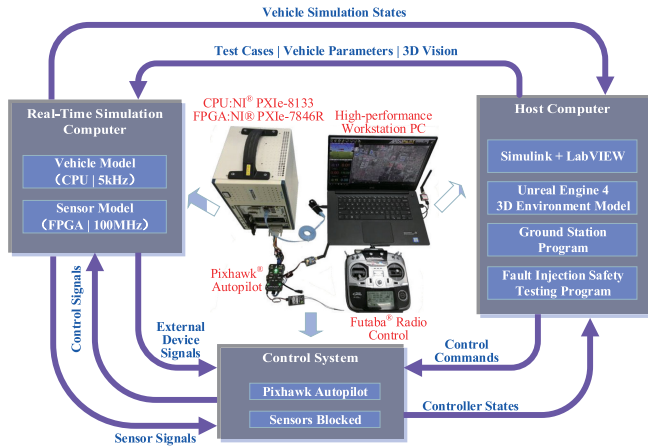 Vehicle Simulation States
Test Cases | Vehicle Parameters | 3D Vision
Real-Time Simulation
Computer
Vehicle Model
(CPU | 5kHz)
Sensor Model
(FPGA | 100MHz)
CPU:NI® PXIe-8133
FPGA:NI® PXIe-7846R
High-performance
Workstation PC
Pixhawk®
Autopilot
Futaba® Radio
Control
Host Computer
Simulink + LabVIEW
Unreal Engine 4
3D Environment Model
Ground Station
Program
Fault Injection Safety
Testing Program
Control Signals
External
Device
Signals
Sensor Signals
Control System
Pixhawk Autopilot
Sensors Blocked
Control
Commands
Controller States